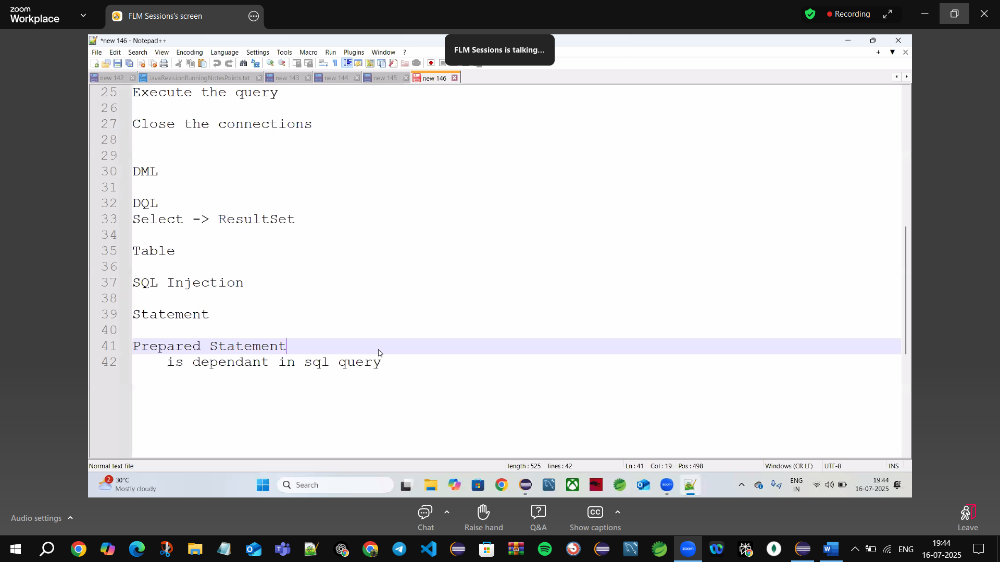 zoom
Workplace
FLM Sessions's screen
Recording
*new 146 - Notepad++
FLM Sessions is talking...
File Edit Search View Encoding Language Settings Tools Macro Run Plugins Window ?
new 142
JavaRevisionRunningNotesPoints.txt
new 143
new 144
new 145
new 146
25 Execute the query
26
27 Close the connections
28
29
30 DML
31
32 DQL
33 Select -> ResultSet
34
35 Table
36
37 SQL Injection
38
39 Statement
40
41 Prepared Statement
42 is dependant in sql query
Normal text file
length : 525 lines : 42
Ln : 41 Col : 19 Pos : 498
Windows (CR LF)
UTF-8
INS
2
30°C
Mostly cloudy
Search
zoom
ENG
IN
19:44
16-07-2025
Audio settings
Chat
Raise hand
Q&A
CC
Show captions
Leave
zoom
ENG
19:44
16-07-2025